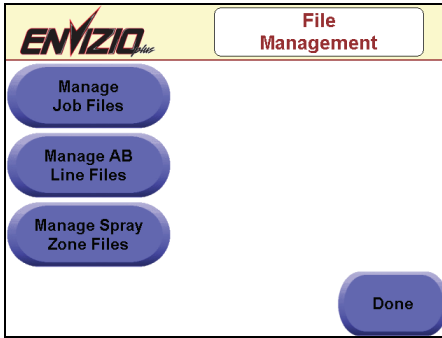 ENVIZIO plus
File
Management
Manage
Job Files
Manage AB
Line Files
Manage Spray
Zone Files
Done